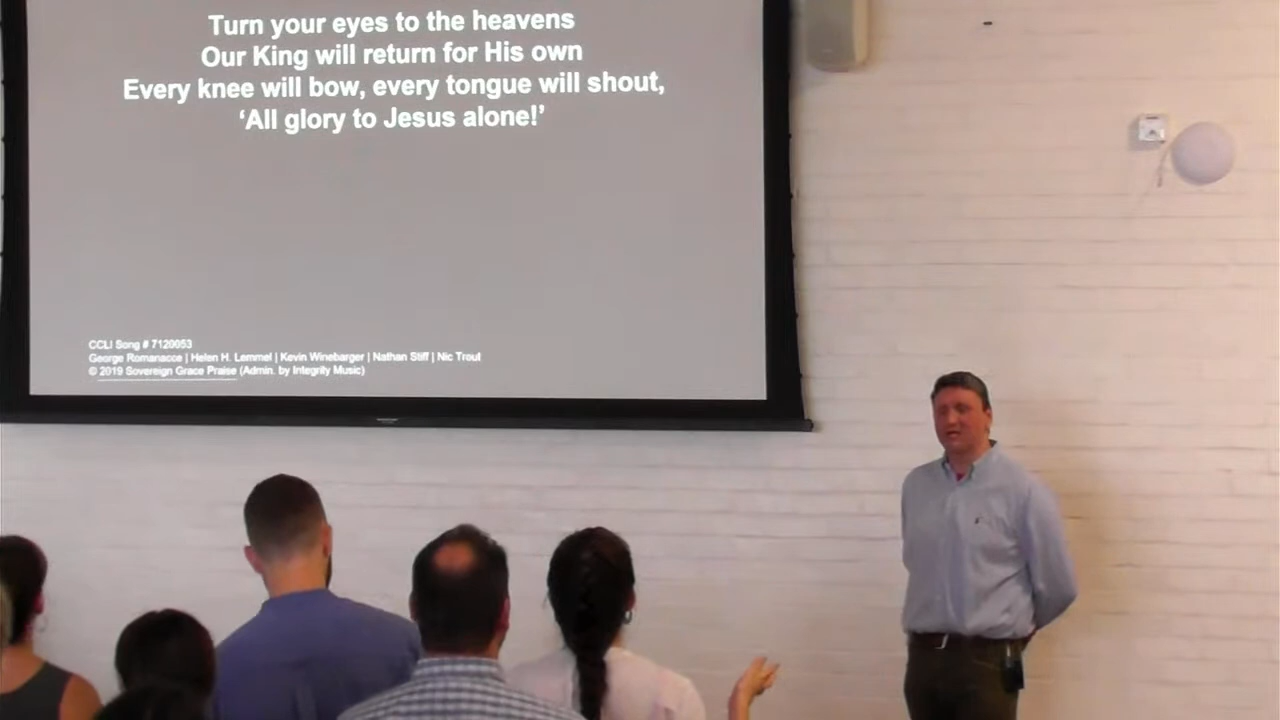 Turn your eyes to the heavens
Our King will return for His own
Every knee will bow, every tongue will shout,
‘All glory to Jesus alone!’
CCLI Song # 7120053
George Romanacce | Helen H. Lemmel | Kevin Winebarger | Nathan Stiff | Nic Trout
© 2019 Sovereign Grace Praise (Admin. by Integrity Music)